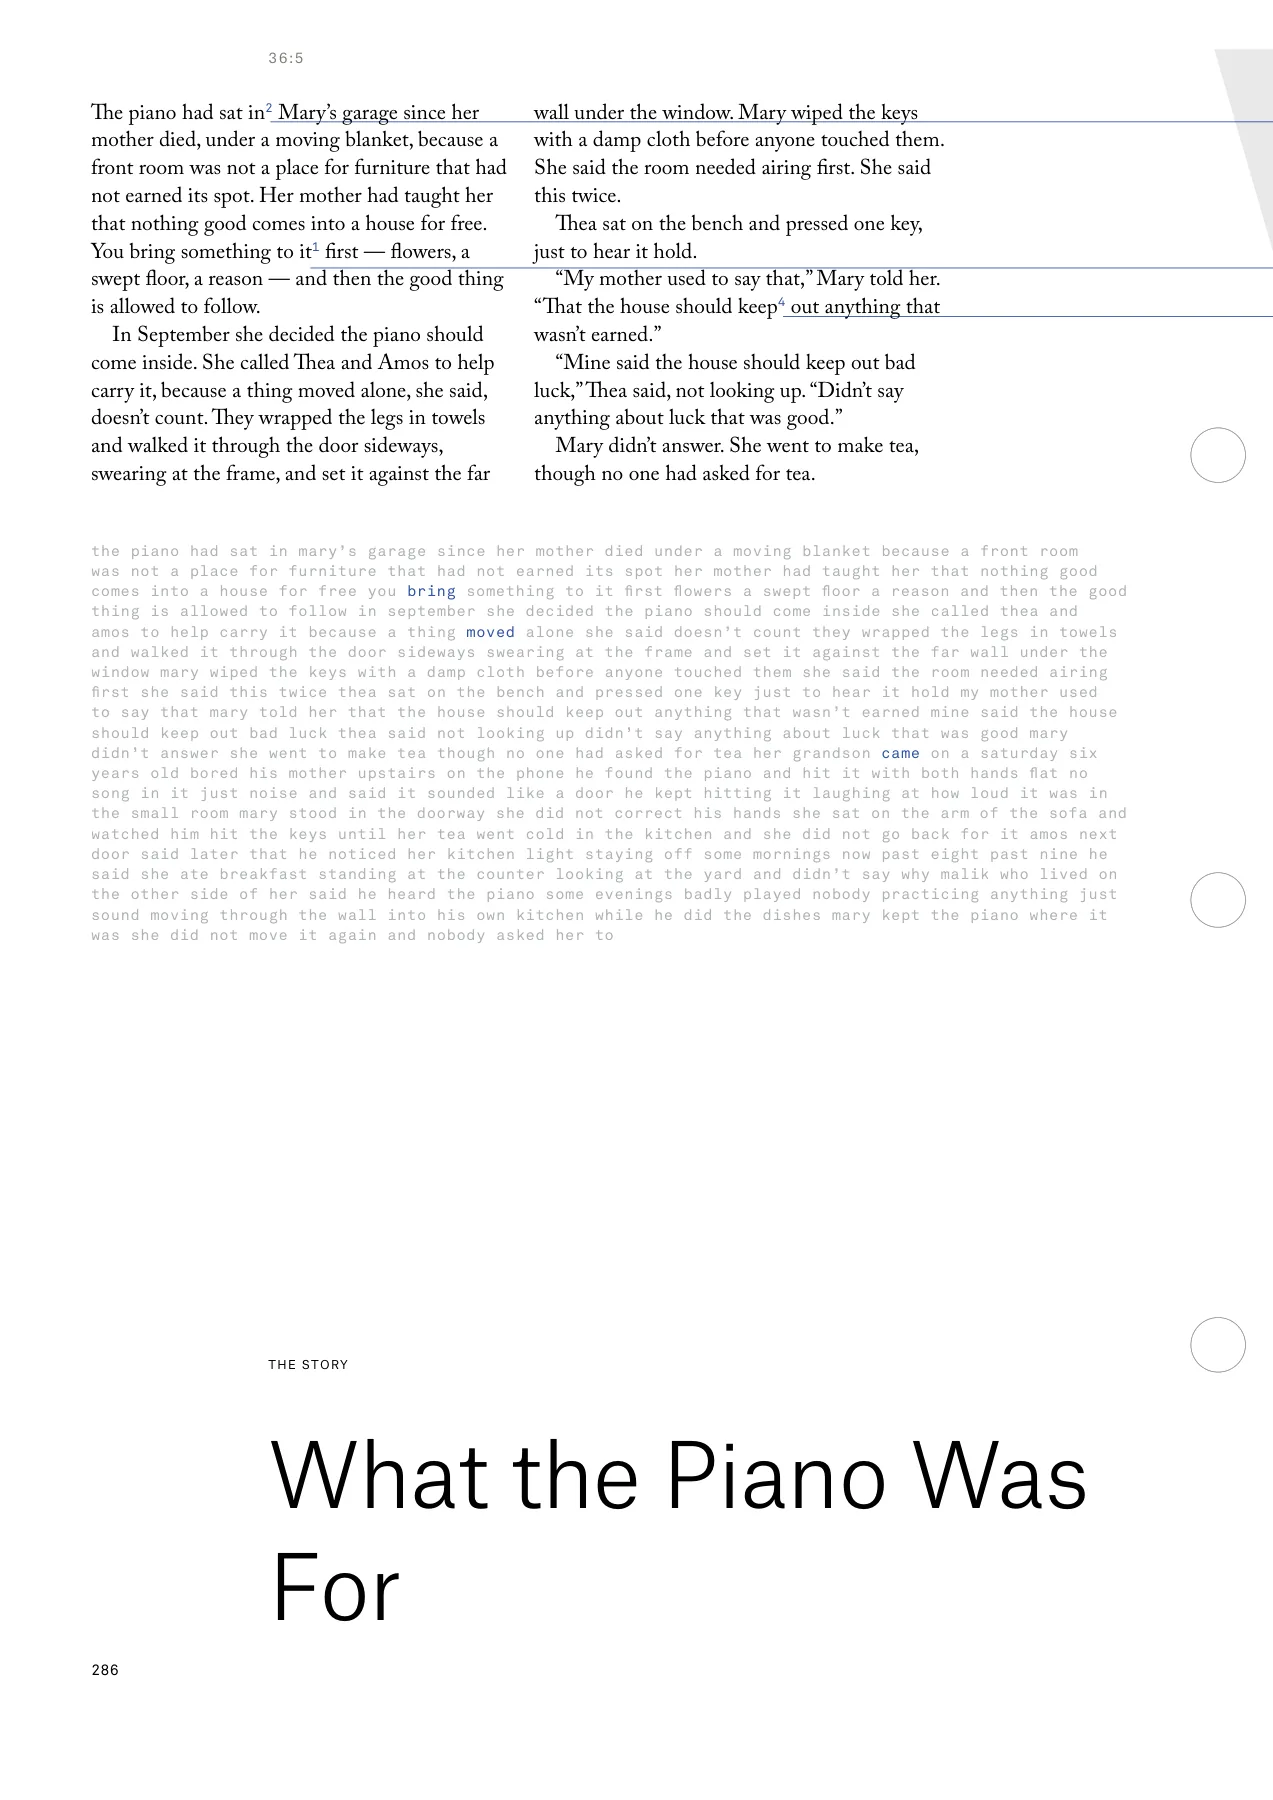 36:5
The piano had sat in² Mary’s garage since her
mother died, under a moving blanket, because a
front room was not a place for furniture that had
not earned its spot. Her mother had taught her
that nothing good comes into a house for free.
You bring something to it¹ first — flowers, a
swept floor, a reason — and then the good thing
is allowed to follow.
In September she decided the piano should
come inside. She called Thea and Amos to help
carry it, because a thing moved alone, she said,
doesn’t count. They wrapped the legs in towels
and walked it through the door sideways,
swearing at the frame, and set it against the far
wall under the window. Mary wiped the keys
with a damp cloth before anyone touched them.
She said the room needed airing first. She said
this twice.
Thea sat on the bench and pressed one key,
just to hear it hold.
“My mother used to say that,” Mary told her.
“That the house should keep⁴ out anything that
wasn’t earned.”
“Mine said the house should keep out bad
luck,” Thea said, not looking up. “Didn’t say
anything about luck that was good.”
Mary didn’t answer. She went to make tea,
though no one had asked for tea.
the piano had sat in mary’s garage since her mother died under a moving blanket because a front room
was not a place for furniture that had not earned its spot her mother had taught her that nothing good
comes into a house for free you bring something to it first flowers a swept floor a reason and then the good
thing is allowed to follow in september she decided the piano should come inside she called thea and
amos to help carry it because a thing moved alone she said doesn’t count they wrapped the legs in towels
and walked it through the door sideways swearing at the frame and set it against the far wall under the
window mary wiped the keys with a damp cloth before anyone touched them she said the room needed airing
first she said this twice thea sat on the bench and pressed one key just to hear it hold my mother used
to say that mary told her that the house should keep out anything that wasn’t earned mine said the house
should keep out bad luck thea said not looking up didn’t say anything about luck that was good mary
didn't answer she went to make tea though no one had asked for tea her grandson came on a saturday six
years old bored his mother upstairs on the phone he found the piano and hit it with both hands flat no
song in it just noise and said it sounded like a door he kept hitting it laughing at how loud it was in
the small room mary stood in the doorway she did not correct his hands she sat on the arm of the sofa and
watched him hit the keys until her tea went cold in the kitchen and she did not go back for it amos next
door said later that he noticed her kitchen light staying off some mornings now past eight past nine he
said she ate breakfast standing at the counter looking at the yard and didn’t say why malik who lived on
the other side of her said he heard the piano some evenings badly played nobody practicing anything just
sound moving through the wall into his own kitchen while he did the dishes mary kept the piano where it
was she did not move it again and nobody asked her to
THE STORY
What the Piano Was
For
286